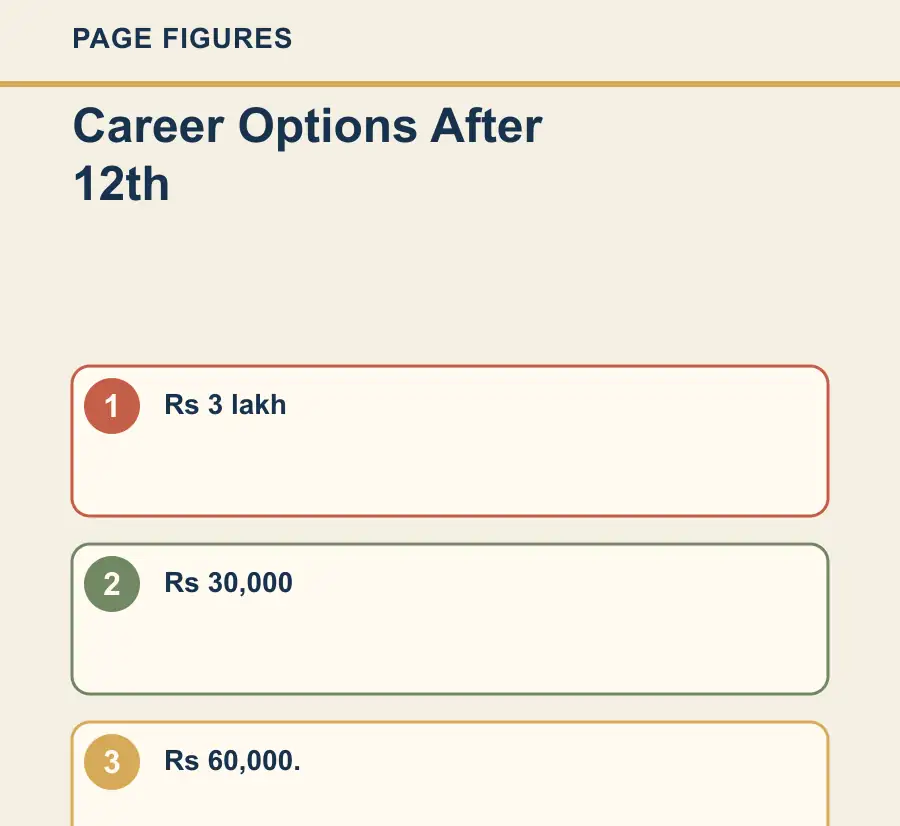 PAGE FIGURES
Career Options After
12th
1
Rs 3 lakh
2
Rs 30,000
3
Rs 60,000.